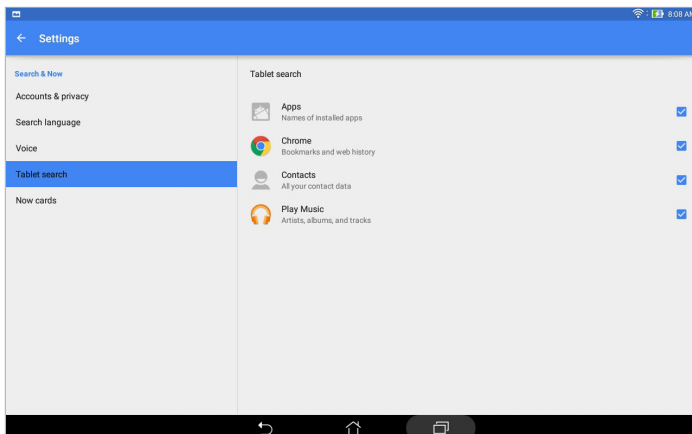 8:08 AM
Settings
Search & Now
Accounts & privacy
Search language
Voice
Tablet search
Now cards
Tablet search
Apps
Names of installed apps
Chrome
Bookmarks and web history
Contacts
All your contact data
Play Music
Artists, albums, and tracks